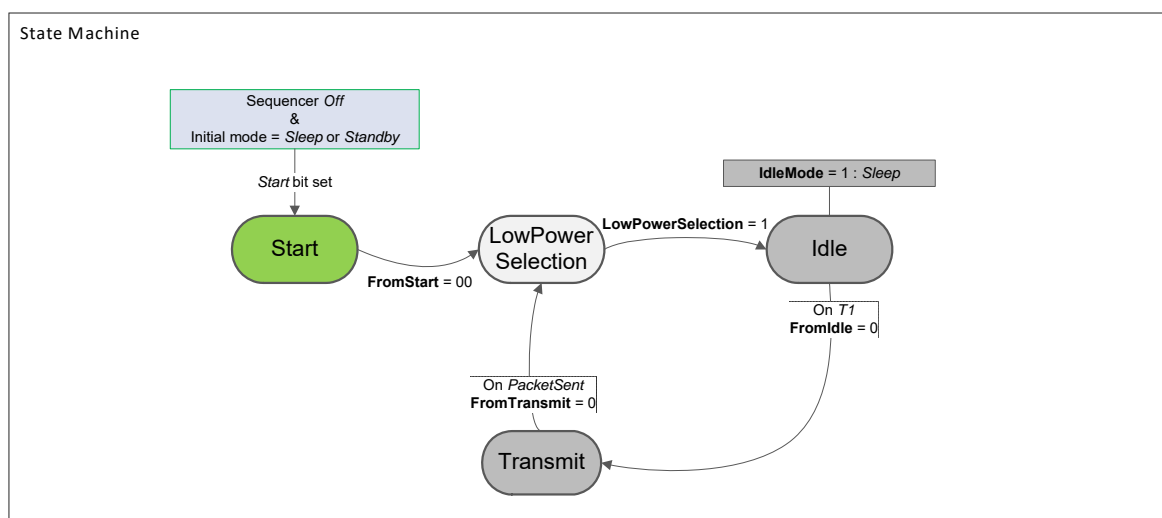 State Machine
Sequencer Off
&
Initial mode = Sleep or Standby
Start bit set
IdleMode = 1 : Sleep
Start
LowPower
Selection
LowPowerSelection = 1
Idle
FromStart = 00
On T1
FromIdle = 0
On PacketSent
FromTransmit = 0
Transmit